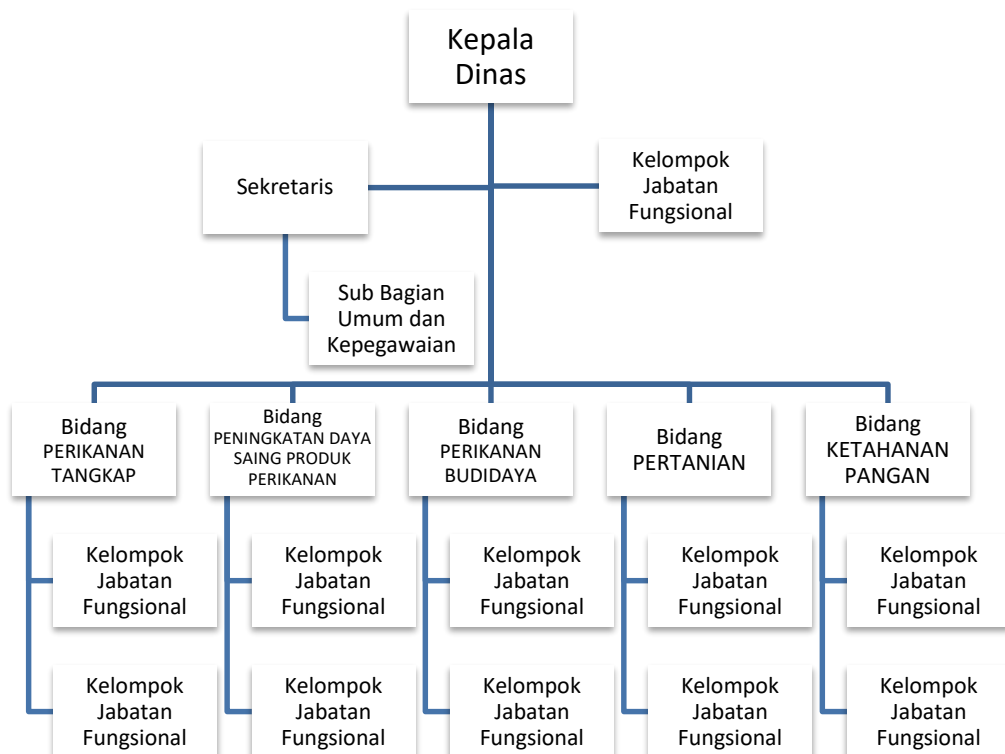 Kepala
Dinas
Sekretaris
Kelompok
Jabatan
Fungsional
Sub Bagian
Umum dan
Kepegawaian
Bidang
PERIKANAN
TANGKAP
Bidang
PENINGKATAN DAYA
SAING PRODUK
PERIKANAN
Bidang
PERIKANAN
BUDIDAYA
Bidang
PERTANIAN
Bidang
KETAHANAN
PANGAN
Kelompok
Jabatan
Fungsional
Kelompok
Jabatan
Fungsional
Kelompok
Jabatan
Fungsional
Kelompok
Jabatan
Fungsional
Kelompok
Jabatan
Fungsional
Kelompok
Jabatan
Fungsional
Kelompok
Jabatan
Fungsional
Kelompok
Jabatan
Fungsional
Kelompok
Jabatan
Fungsional
Kelompok
Jabatan
Fungsional